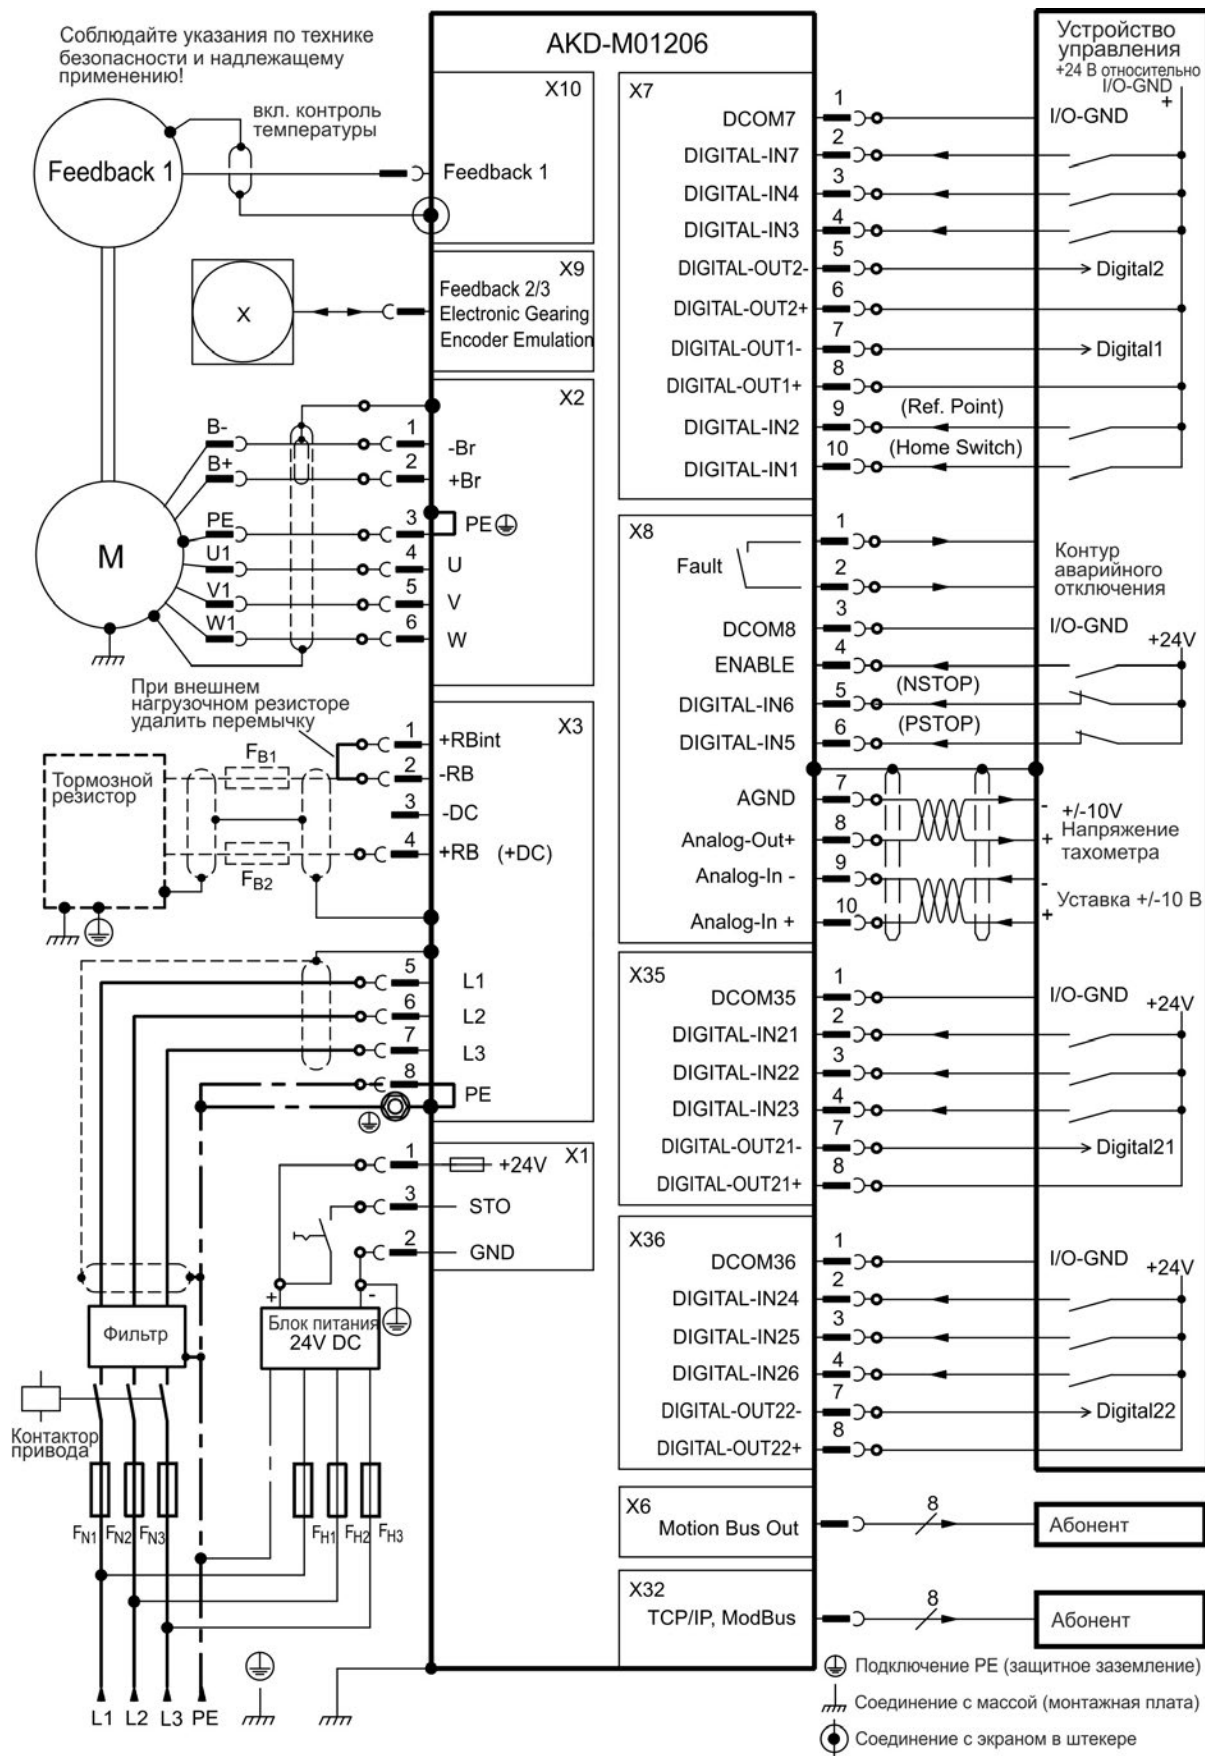 Соблюдайте указания по технике
безопасности и надлежащему
применению!
AKD-M01206
Устройство
управления
+24 В относительно
I/O-GND
+
вкл. контроль
температуры
Feedback 1
X10
Feedback 1
X
X9
Feedback 2/3
Electronic Gearing
Encoder Emulation
X2
B-
1
-Br
B+
2
+Br
PE
3
PE
U1
4
U
V1
5
V
W1
6
W
M
При внешнем
нагрузочном резисторе
удалить перемычку
X3
1
+RBint
FB1
2
-RB
Тормозной
резистор
3
-DC
4
+RB (+DC)
FB2
5
L1
6
L2
7
L3
8
PE
X1
1
+24V
3
STO
2
GND
+
-
Фильтр
Блок питания
24V DC
Контактор
привода
FN1
FN2
FN3
FH1
FH2
FH3
L1
L2
L3
PE
X7
1
DCOM7
I/O-GND
2
DIGITAL-IN7
3
DIGITAL-IN4
4
DIGITAL-IN3
5
DIGITAL-OUT2-
Digital2
6
DIGITAL-OUT2+
7
DIGITAL-OUT1-
Digital1
8
DIGITAL-OUT1+
9
(Ref. Point)
DIGITAL-IN2
10
(Home Switch)
DIGITAL-IN1
X8
1
Fault
2
Контур
аварийного
отключения
3
DCOM8
I/O-GND
+24V
4
ENABLE
5
(NSTOP)
DIGITAL-IN6
6
(PSTOP)
DIGITAL-IN5
7
AGND
-
8
Analog-Out+
+
+/-10V
Напряжение
тахометра
9
Analog-In -
-
Уставка +/-10 В
10
Analog-In +
+
X35
1
DCOM35
I/O-GND
+24V
2
DIGITAL-IN21
3
DIGITAL-IN22
4
DIGITAL-IN23
7
DIGITAL-OUT21-
Digital21
8
DIGITAL-OUT21+
X36
1
DCOM36
I/O-GND
+24V
2
DIGITAL-IN24
3
DIGITAL-IN25
4
DIGITAL-IN26
7
DIGITAL-OUT22-
Digital22
8
DIGITAL-OUT22+
X6
Motion Bus Out
8
Абонент
X32
TCP/IP, ModBus
8
Абонент
Подключение PE (защитное заземление)
Соединение с массой (монтажная плата)
Соединение с экраном в штекере